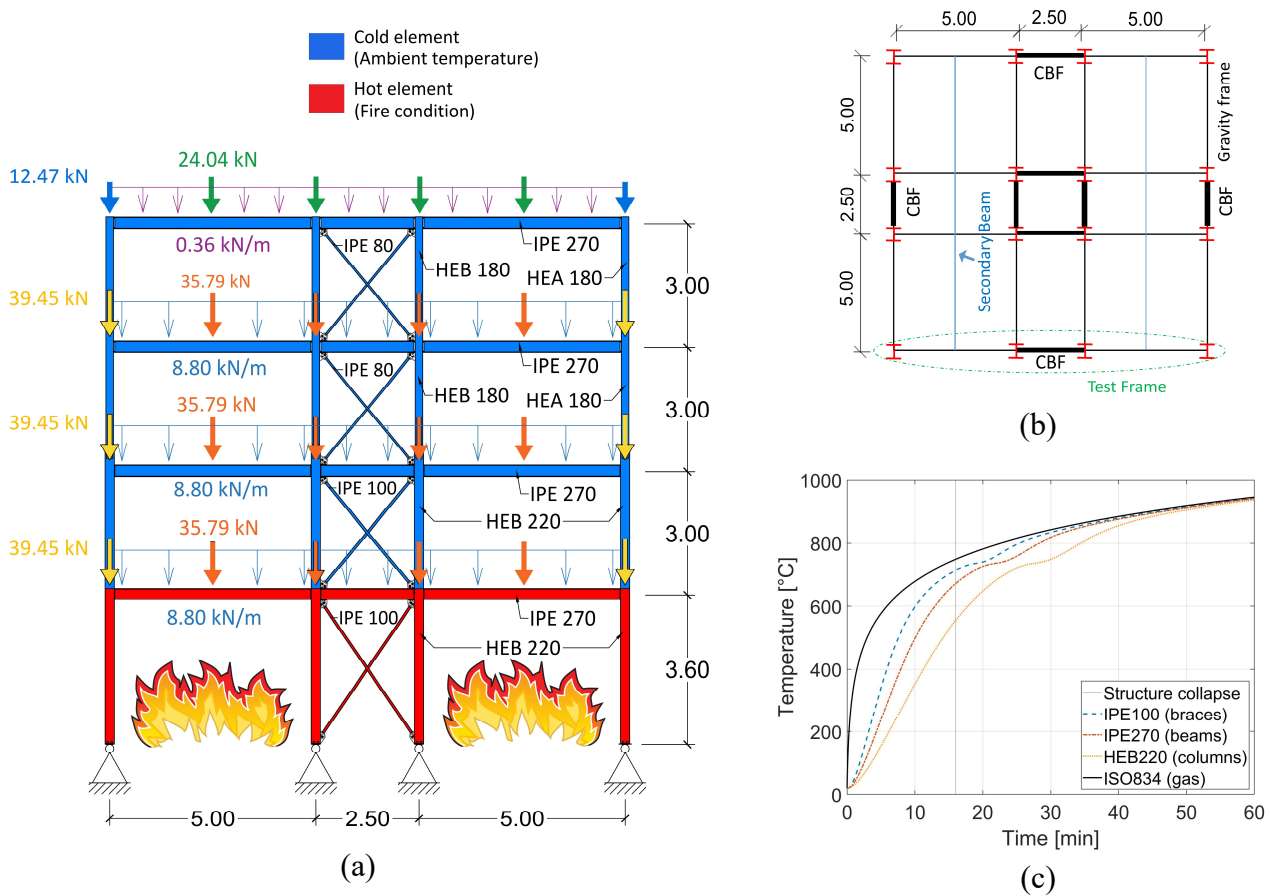 Cold element
(Ambient temperature)
Hot element
(Fire condition)
24.04 kN
12.47 kN
0.36 kN/m
IPE 80
IPE 270
HEB 180
HEA 180
3.00
39.45 kN
35.79 kN
8.80 kN/m
IPE 80
IPE 270
HEB 180
HEA 180
3.00
39.45 kN
35.79 kN
8.80 kN/m
IPE 100
IPE 270
HEB 220
3.00
39.45 kN
35.79 kN
8.80 kN/m
IPE 100
IPE 270
HEB 220
3.60
5.00
2.50
5.00
(a)
5.00
2.50
5.00
CBF
5.00
2.50
5.00
CBF
CBF
Gravity frame
Secondary Beam
CBF
Test Frame
(b)
Temperature [°C]
1000
800
600
400
200
0
Structure collapse
IPE100 (braces)
IPE270 (beams)
HEB220 (columns)
ISO834 (gas)
0
10
20
30
40
50
60
Time [min]
(c)